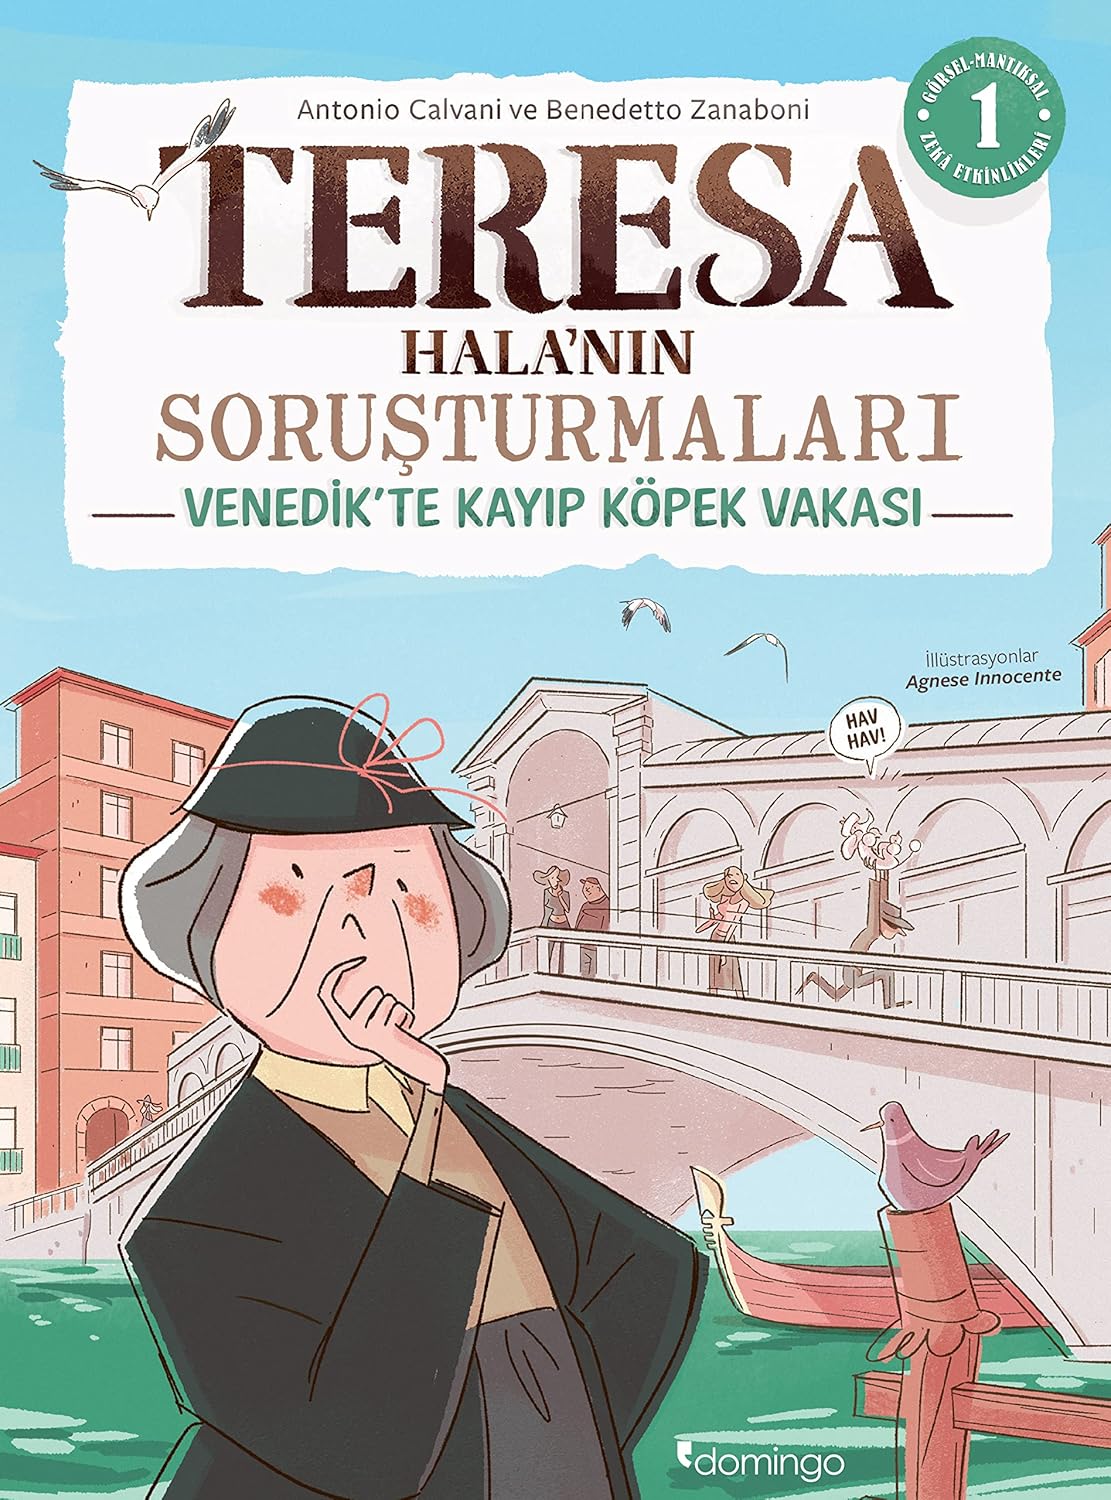 Antonio Calvani ve Benedetto Zanaboni
GÖRSEL-MANTIKSAL
1
ZEKÂ ETKİNLİKLERİ
TERESA
HALA'NIN
SORUŞTURMALARI
VENEDİK'TE KAYIP KÖPEK VAKASI
İllüstrasyonlar
Agnese Innocente
HAV
HAV!
domingo